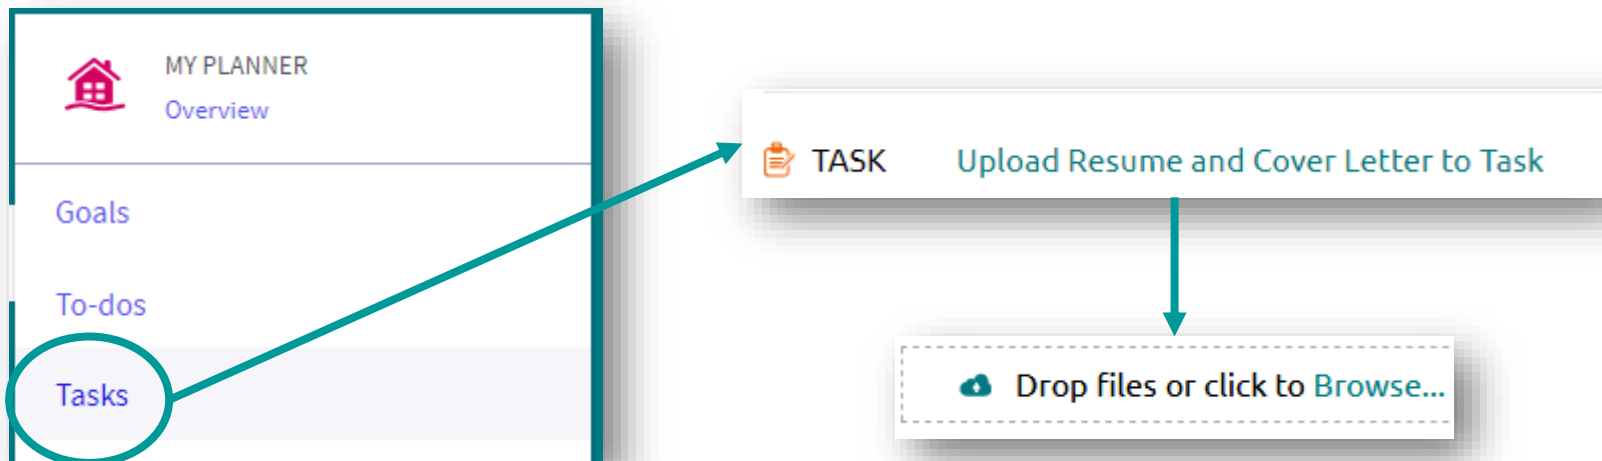 MY PLANNER
Overview
Goals
To-dos
Tasks
TASK Upload Resume and Cover Letter to Task
Drop files or click to Browse...